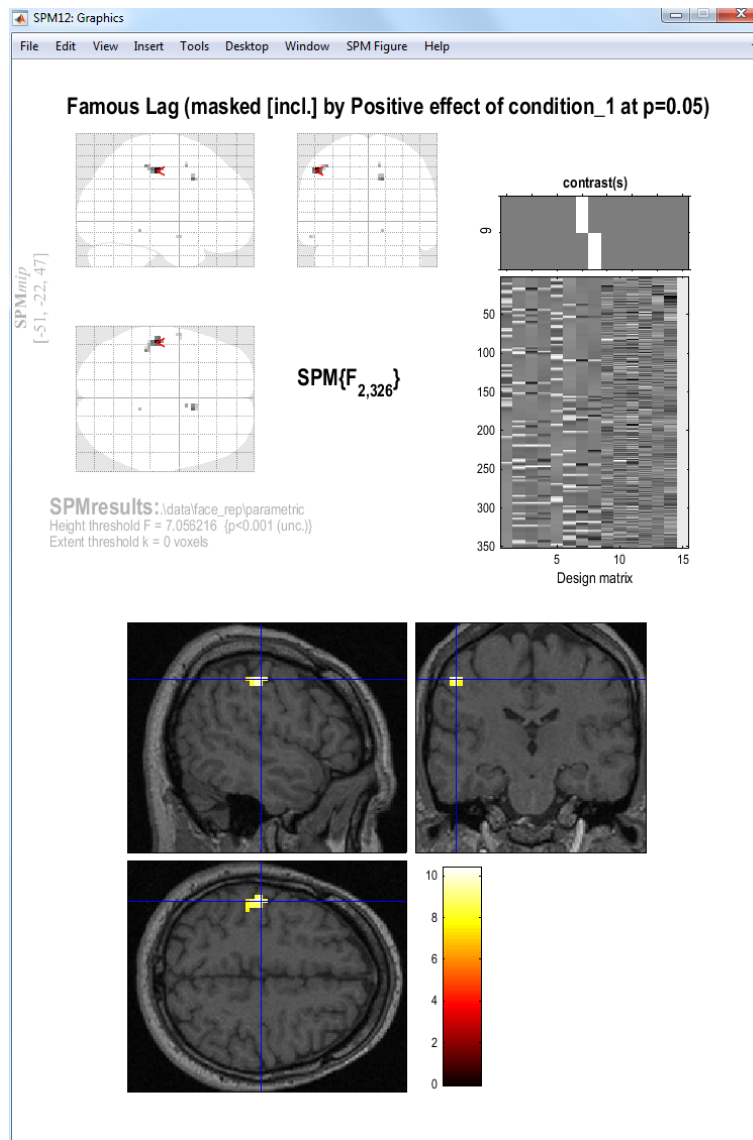 SPM12: Graphics
File Edit View Insert Tools Desktop Window SPM Figure Help
Famous Lag (masked [incl.] by Positive effect of condition_1 at p=0.05)
SPMmip
[-51, -22, 47]
SPM{F2,326}
contrast(s)
9
50
100
150
200
250
300
350
5 10 15
Design matrix
SPMresults:.\data\face_rep\parametric
Height threshold F = 7.056216 {p<0.001 (unc.)}
Extent threshold k = 0 voxels
10
8
6
4
2
0